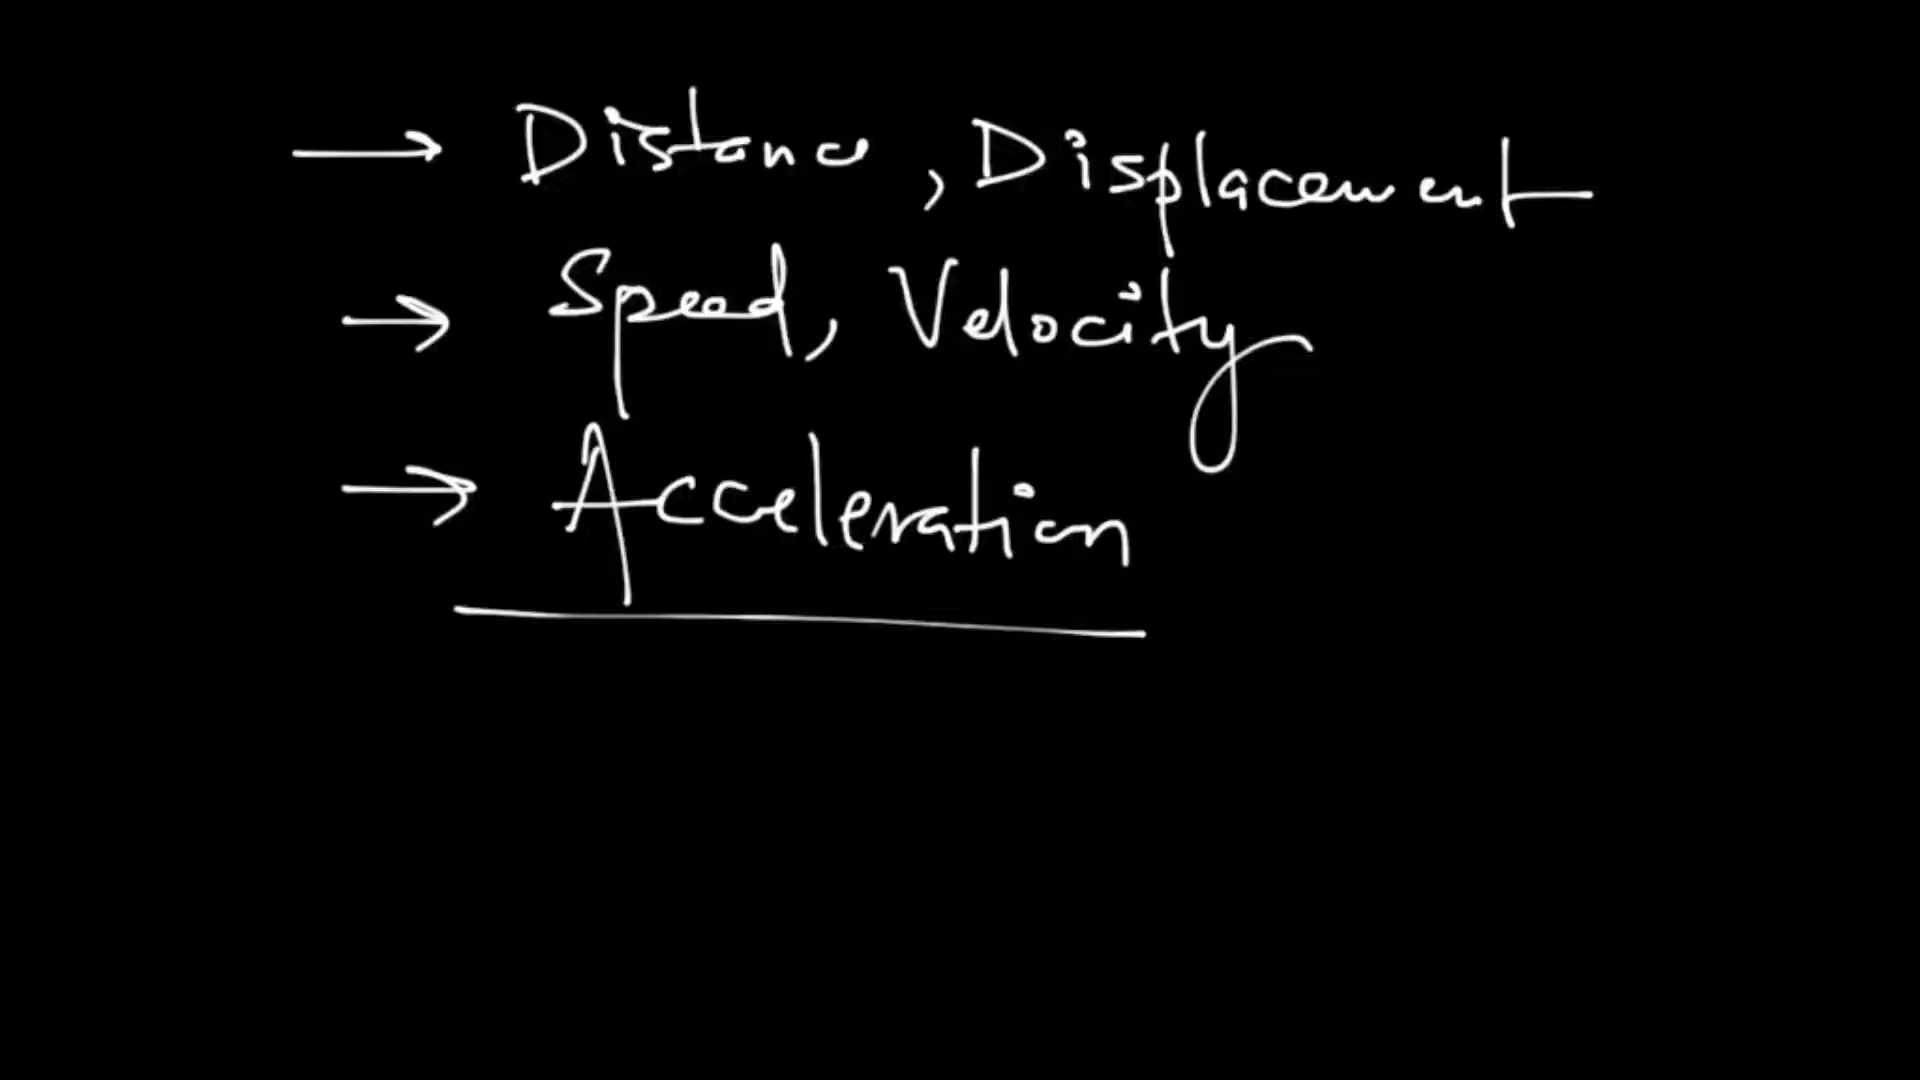 → Distance, Displacement
→ Speed, Velocity
→ Acceleration